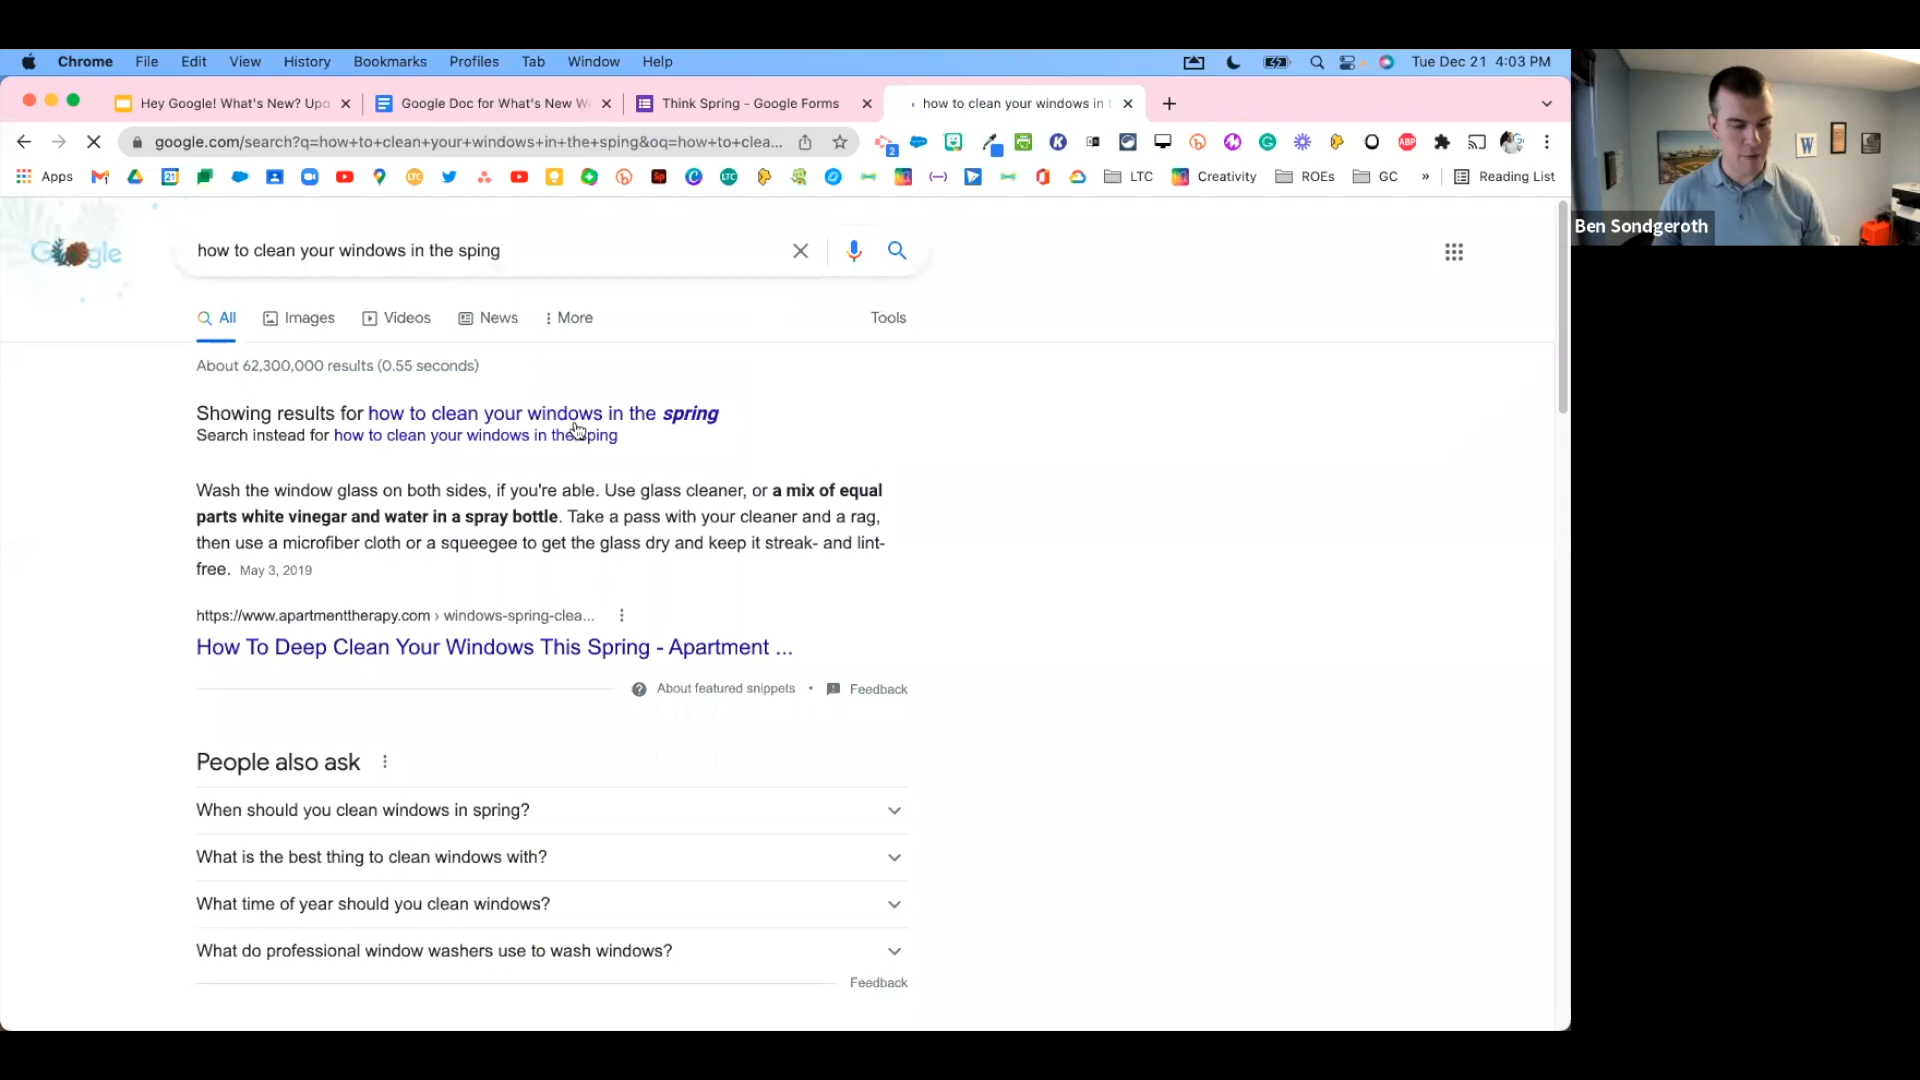 Chrome File Edit View History Bookmarks Profiles Tab Window Help Tue Dec 21 4:03 PM
Hey Google! What's New? Upd Google Doc for What's New W Think Spring - Google Forms how to clean your windows in t
google.com/search?q=how+to+clean+your+windows+in+the+sping&oq=how+to+clea... 2 K ABP
Apps 21 LTC Sp LTC LTC Creativity ROEs GC » Reading List
W
Ben Sondgeroth
Google
how to clean your windows in the sping
All Images Videos News More Tools
About 62,300,000 results (0.55 seconds)
Showing results for how to clean your windows in the spring
Search instead for how to clean your windows in the sping
Wash the window glass on both sides, if you're able. Use glass cleaner, or a mix of equal
parts white vinegar and water in a spray bottle. Take a pass with your cleaner and a rag,
then use a microfiber cloth or a squeegee to get the glass dry and keep it streak- and lint-
free. May 3, 2019
https://www.apartmenttherapy.com › windows-spring-clea...
How To Deep Clean Your Windows This Spring - Apartment ...
About featured snippets • Feedback
People also ask
When should you clean windows in spring?
What is the best thing to clean windows with?
What time of year should you clean windows?
What do professional window washers use to wash windows?
Feedback